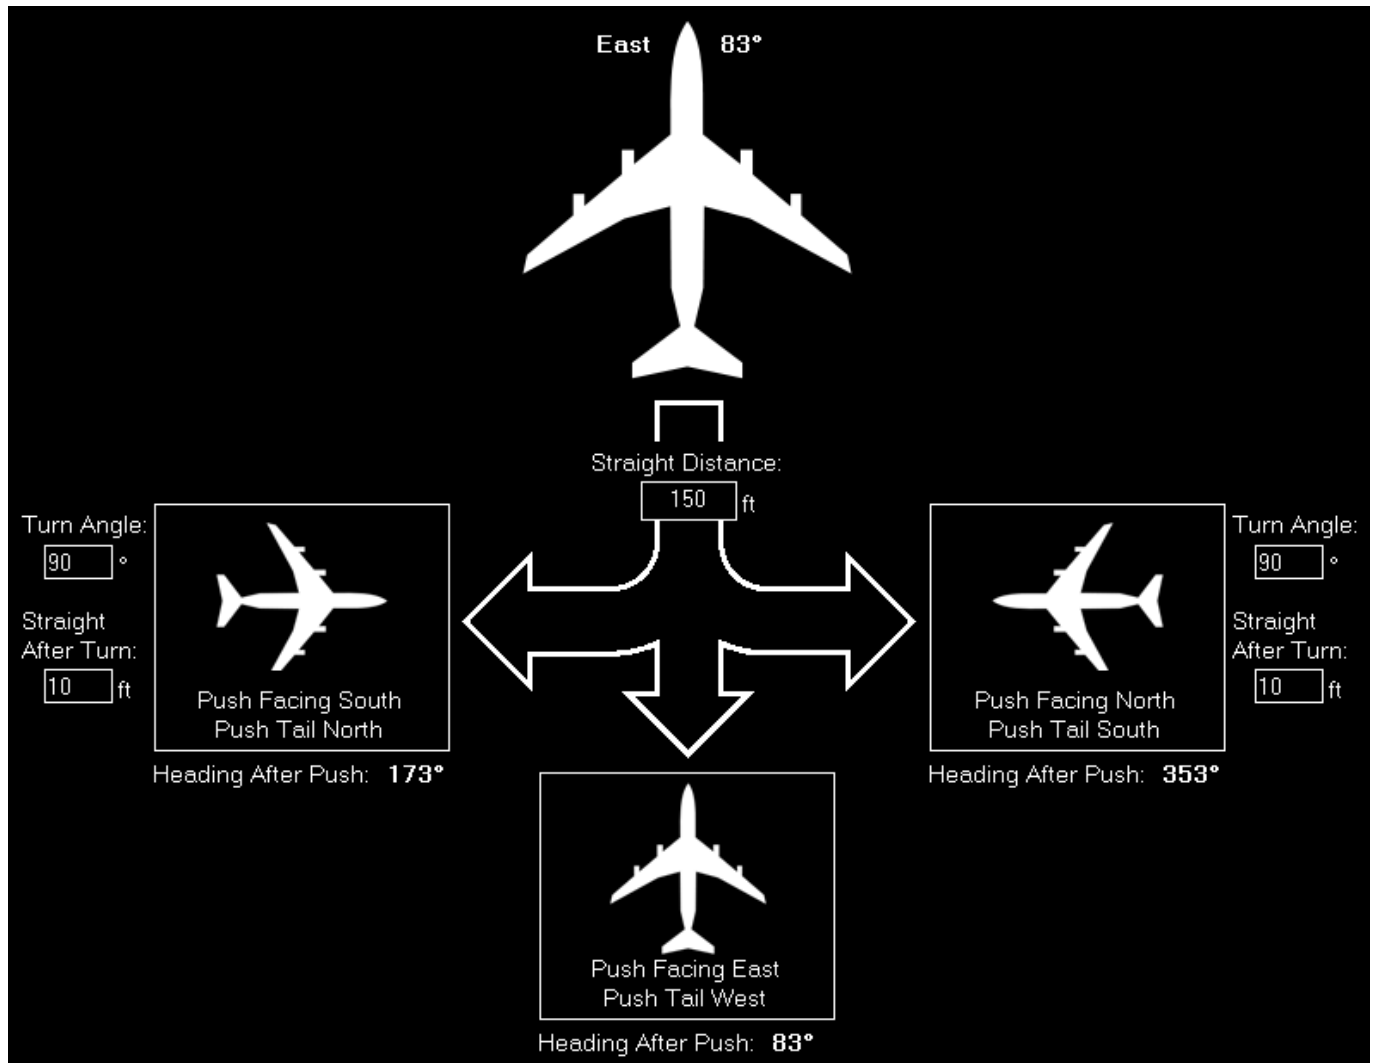 East 83°
Straight Distance:
150 ft
Turn Angle:
90 °
Straight
After Turn:
10 ft
Push Facing South
Push Tail North
Heading After Push: 173°
Turn Angle:
90 °
Straight
After Turn:
10 ft
Push Facing North
Push Tail South
Heading After Push: 353°
Push Facing East
Push Tail West
Heading After Push: 83°